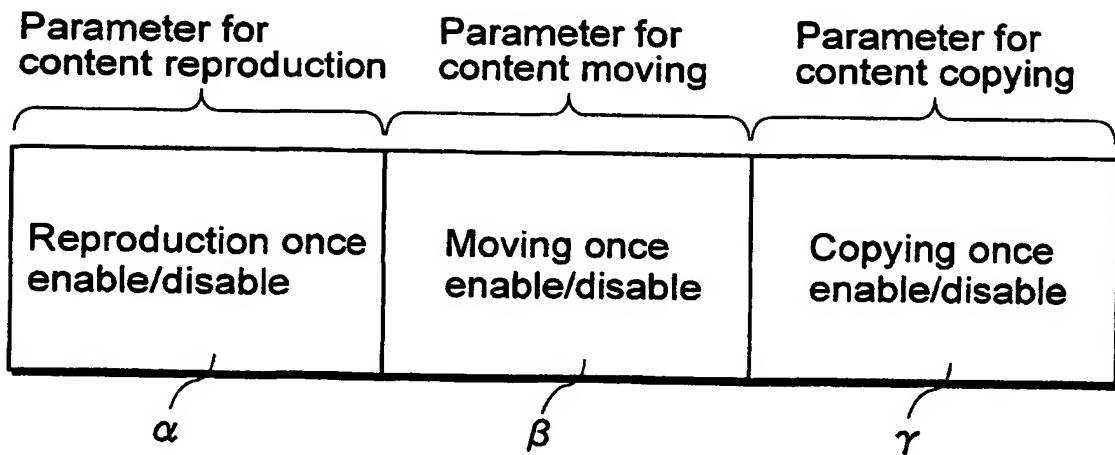 Parameter for
content reproduction
Parameter for
content moving
Parameter for
content copying
Reproduction once
enable/disable
Moving once
enable/disable
Copying once
enable/disable
α
β
γ